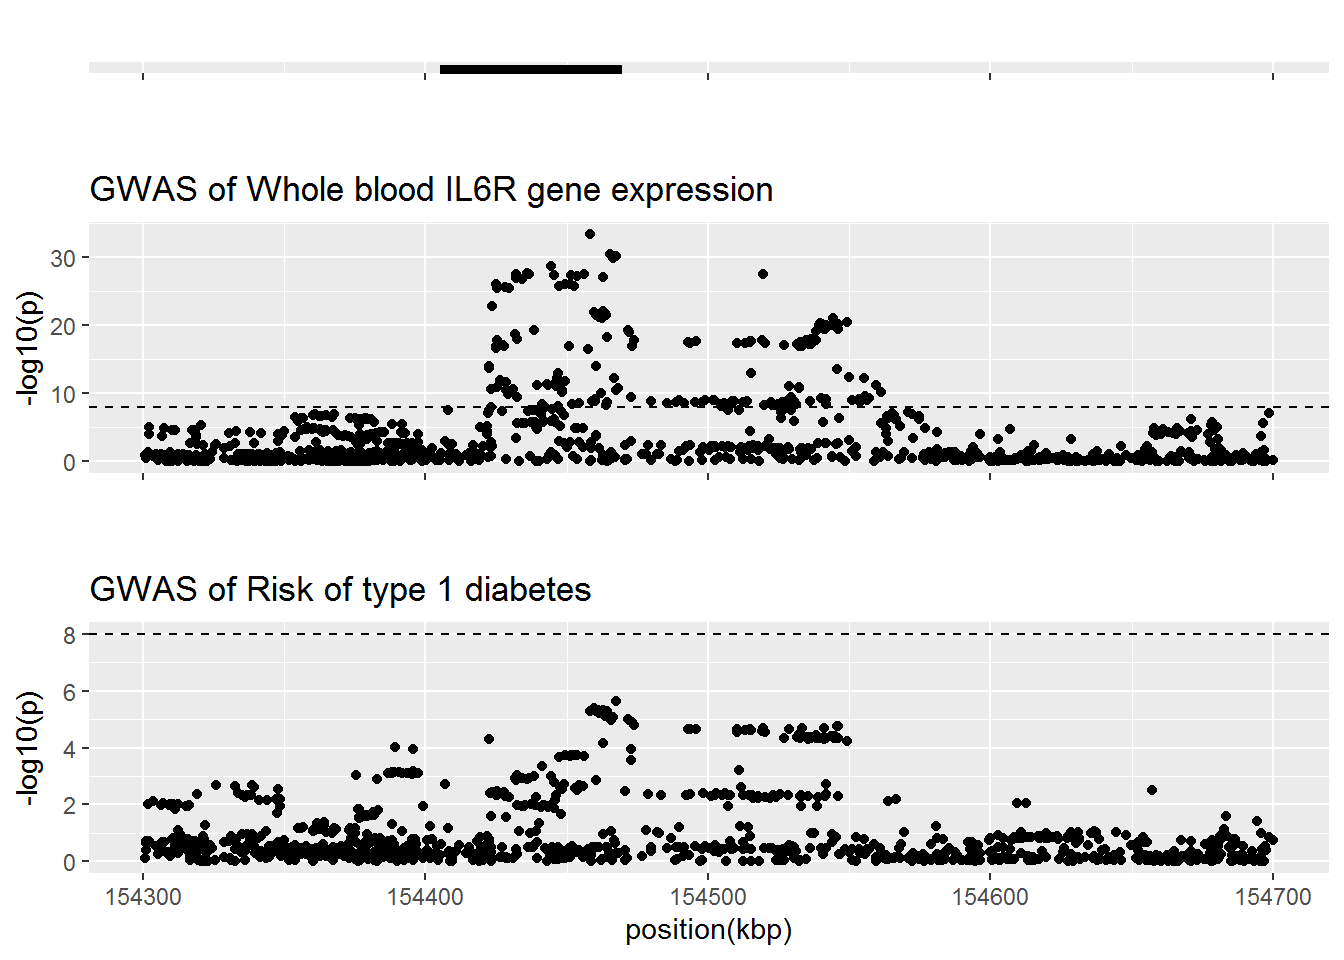 GWAS of Whole blood IL6R gene expression
30
20
10
0
-log10(p)
GWAS of Risk of type 1 diabetes
8
6
4
2
0
-log10(p)
154300 154400 154500 154600 154700
position(kbp)